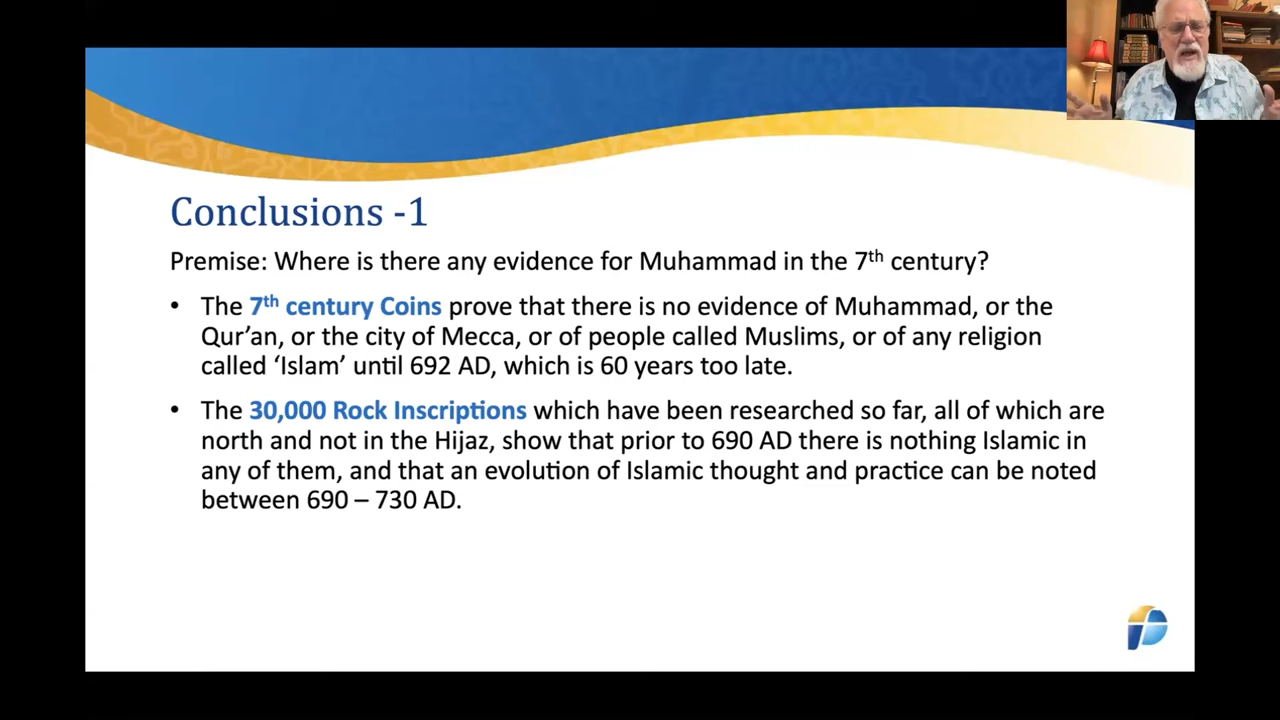 Conclusions -1
Premise: Where is there any evidence for Muhammad in the 7th century?
• The 7th century Coins prove that there is no evidence of Muhammad, or the
Qur’an, or the city of Mecca, or of people called Muslims, or of any religion
called ‘Islam’ until 692 AD, which is 60 years too late.
• The 30,000 Rock Inscriptions which have been researched so far, all of which are
north and not in the Hijaz, show that prior to 690 AD there is nothing Islamic in
any of them, and that an evolution of Islamic thought and practice can be noted
between 690 – 730 AD.